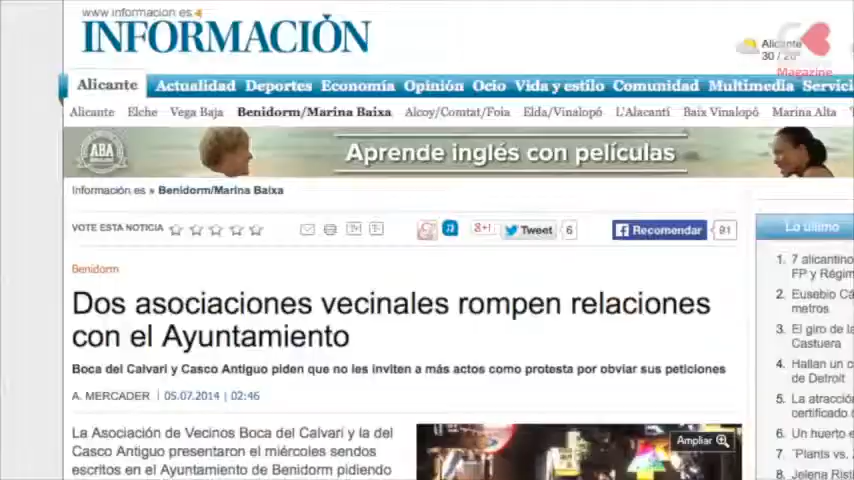 www.informacion.es
INFORMACIÓN
Alicante
30 / 20°
Magazine
Alicante Actualidad Deportes Economía Opinión Ocio Vida y estilo Comunidad Multimedia Servici
Alicante Elche Vega Baja Benidorm/Marina Baixa Alcoy/Comtat/Foia Elda/Vinalopó L'Alacantí Baix Vinalopó Marina Alta
ABA
Aprende inglés con películas
Información.es » Benidorm/Marina Baixa
VOTE ESTA NOTICIA
g+1 Tweet 6 Recomendar 91
Lo último
Benidorm
Dos asociaciones vecinales rompen relaciones
con el Ayuntamiento
Boca del Calvari y Casco Antiguo piden que no les inviten a más actos como protesta por obviar sus peticiones
A. MERCADER | 05.07.2014 | 02:46
La Asociación de Vecinos Boca del Calvari y la del
Casco Antiguo presentaron el miércoles sendos
escritos en el Ayuntamiento de Benidorm pidiendo
Ampliar
1. 7 alicantino
FP y Régim
2. Eusebio Cá
metros
3. El giro de la
Castuera
4. Hallan un c
de Detroit
5. La atracció
certificado
6. Un huerto e
7. "Plants vs.
8. Jelena Risti